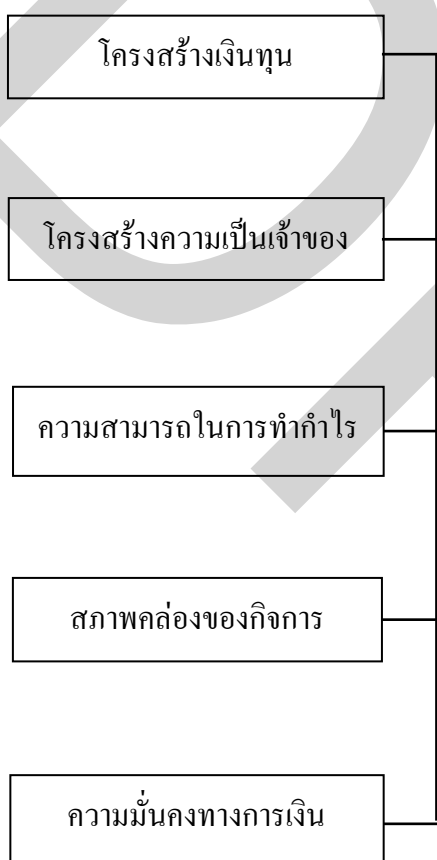 โครงสร้างเงินทุน
โครงสร้างความเป็นเจ้าของ
ความสามารถในการทำกำไร
สภาพคล่องของกิจการ
ความมั่นคงทางการเงิน